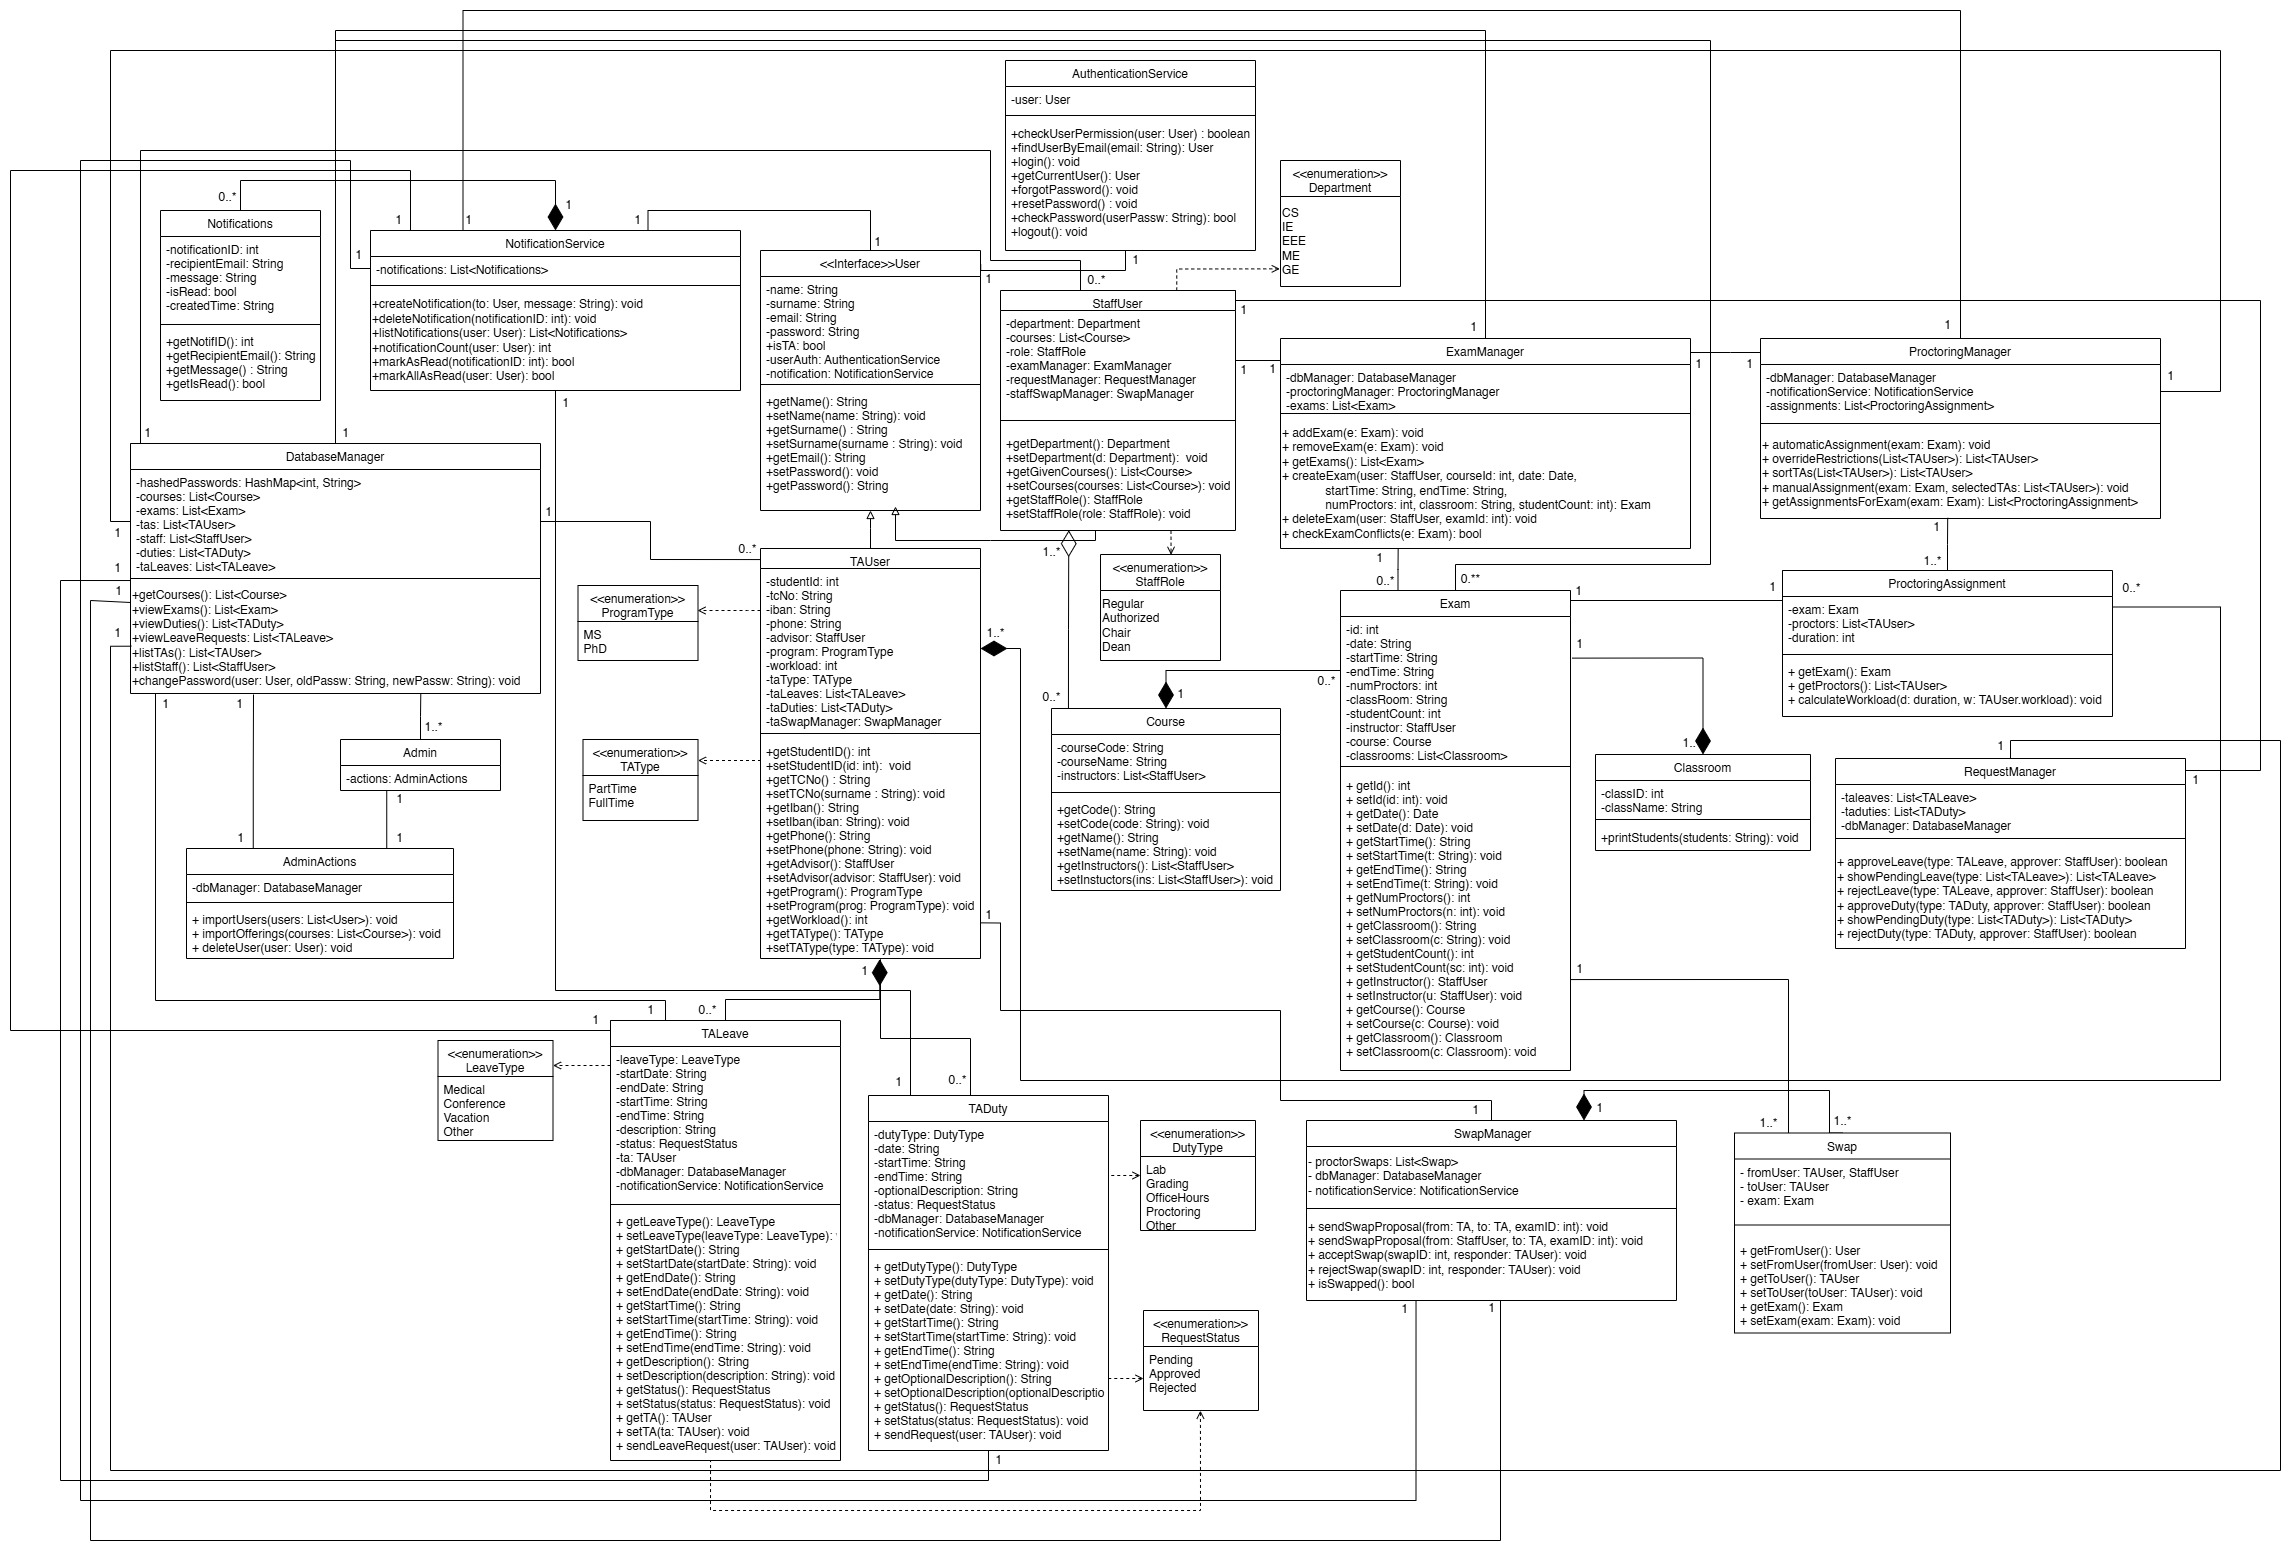 AuthenticationService
-user: User
+checkUserPermission(user: User) : boolean
+findUserByEmail(email: String): User
+login(): void
+getCurrentUser(): User
+forgotPassword(): void
+resetPassword() : void
+checkPassword(userPassw: String): bool
+logout(): void
1
<<enumeration>>
Department
CS
IE
EEE
ME
GE
0..*
Notifications
-notificationID: int
-recipientEmail: String
-message: String
-isRead: bool
-createdTime: String
+getNotifID(): int
+getRecipientEmail(): String
+getMessage() : String
+getIsRead(): bool
1
1
1
1
1
NotificationService
-notifications: List<Notifications>
+createNotification(to: User, message: String): void
+deleteNotification(notificationID: int): void
+listNotifications(user: User): List<Notifications>
+notificationCount(user: User): int
+markAsRead(notificationID: int): bool
+markAllAsRead(user: User): bool
1
1
1
<<Interface>>User
-name: String
-surname: String
-email: String
-password: String
+isTA: bool
-userAuth: AuthenticationService
-notification: NotificationService
+getName(): String
+setName(name: String): void
+getSurname() : String
+setSurname(surname : String): void
+getEmail(): String
+setPassword(): void
+getPassword(): String
0..*
StaffUser
-department: Department
-courses: List<Course>
-role: StaffRole
-examManager: ExamManager
-requestManager: RequestManager
-staffSwapManager: SwapManager
+getDepartment(): Department
+setDepartment(d: Department):  void
+getGivenCourses(): List<Course>
+setCourses(courses: List<Course>): void
+getStaffRole(): StaffRole
+setStaffRole(role: StaffRole): void
1
1
1
1..*
1
ExamManager
-dbManager: DatabaseManager
-proctoringManager: ProctoringManager
-exams: List<Exam>
+ addExam(e: Exam): void
+ removeExam(e: Exam): void
+ getExams(): List<Exam>
+ createExam(user: StaffUser, courseId: int, date: Date,
startTime: String, endTime: String,
numProctors: int, classroom: String, studentCount: int): Exam
+ deleteExam(user: StaffUser, examId: int): void
+ checkExamConflicts(e: Exam): bool
1
1
1
1
1
ProctoringManager
-dbManager: DatabaseManager
-notificationService: NotificationService
-assignments: List<ProctoringAssignment>
+ automaticAssignment(exam: Exam): void
+ overrideRestrictions(List<TAUser>): List<TAUser>
+ sortTAs(List<TAUser>): List<TAUser>
+ manualAssignment(exam: Exam, selectedTAs: List<TAUser>): void
+ getAssignmentsForExam(exam: Exam): List<ProctoringAssignment>
1
1..*
1
1
DatabaseManager
-hashedPasswords: HashMap<int, String>
-courses: List<Course>
-exams: List<Exam>
-tas: List<TAUser>
-staff: List<StaffUser>
-duties: List<TADuty>
-taLeaves: List<TALeave>
+getCourses(): List<Course>
+viewExams(): List<Exam>
+viewDuties(): List<TADuty>
+viewLeaveRequests: List<TALeave>
+listTAs(): List<TAUser>
+listStaff(): List<StaffUser>
+changePassword(user: User, oldPassw: String, newPassw: String): void
1
1
1
1
1
1
1
1..*
0..*
TAUser
-studentId: int
-tcNo: String
-iban: String
-phone: String
-advisor: StaffUser
-program: ProgramType
-workload: int
-taType: TAType
-taLeaves: List<TALeave>
-taDuties: List<TADuty>
-taSwapManager: SwapManager
+getStudentID(): int
+setStudentID(id: int):  void
+getTCNo() : String
+setTCNo(surname : String): void
+getIban(): String
+setIban(iban: String): void
+getPhone(): String
+setPhone(phone: String): void
+getAdvisor(): StaffUser
+setAdvisor(advisor: StaffUser): void
+getProgram(): ProgramType
+setProgram(prog: ProgramType): void
+getWorkload(): int
+getTAType(): TAType
+setTAType(type: TAType): void
1..*
1
1
<<enumeration>>
ProgramType
MS
PhD
<<enumeration>>
TAType
PartTime
FullTime
<<enumeration>>
StaffRole
Regular
Authorized
Chair
Dean
0..*
1
Course
-courseCode: String
-courseName: String
-instructors: List<StaffUser>
+getCode(): String
+setCode(code: String): void
+getName(): String
+setName(name: String): void
+getInstructors(): List<StaffUser>
+setInstuctors(ins: List<StaffUser>): void
0..*
0..**
1
1
0..*
1
Exam
-id: int
-date: String
-startTime: String
-endTime: String
-numProctors: int
-classRoom: String
-studentCount: int
-instructor: StaffUser
-course: Course
-classrooms: List<Classroom>
+ getId(): int
+ setId(id: int): void
+ getDate(): Date
+ setDate(d: Date): void
+ getStartTime(): String
+ setStartTime(t: String): void
+ getEndTime(): String
+ setEndTime(t: String): void
+ getNumProctors(): int
+ setNumProctors(n: int): void
+ getClassroom(): String
+ setClassroom(c: String): void
+ getStudentCount(): int
+ setStudentCount(sc: int): void
+ getInstructor(): StaffUser
+ setInstructor(u: StaffUser): void
+ getCourse(): Course
+ setCourse(c: Course): void
+ getClassroom(): Classroom
+ setClassroom(c: Classroom): void
1
0..*
ProctoringAssignment
-exam: Exam
-proctors: List<TAUser>
-duration: int
+ getExam(): Exam
+ getProctors(): List<TAUser>
+ calculateWorkload(d: duration, w: TAUser.workload): void
1..
Classroom
-classID: int
-className: String
+printStudents(students: String): void
1
1
RequestManager
-taleaves: List<TALeave>
-taduties: List<TADuty>
-dbManager: DatabaseManager
+ approveLeave(type: TALeave, approver: StaffUser): boolean
+ showPendingLeave(type: List<TALeave>): List<TALeave>
+ rejectLeave(type: TALeave, approver: StaffUser): boolean
+ approveDuty(type: TADuty, approver: StaffUser): boolean
+ showPendingDuty(type: List<TADuty>): List<TADuty>
+ rejectDuty(type: TADuty, approver: StaffUser): boolean
Admin
-actions: AdminActions
1
1
1
AdminActions
-dbManager: DatabaseManager
+ importUsers(users: List<User>): void
+ importOfferings(courses: List<Course>): void
+ deleteUser(user: User): void
1
1
0..*
TALeave
-leaveType: LeaveType
-startDate: String
-endDate: String
-startTime: String
-endTime: String
-description: String
-status: RequestStatus
-ta: TAUser
-dbManager: DatabaseManager
-notificationService: NotificationService
+ getLeaveType(): LeaveType
+ setLeaveType(leaveType: LeaveType):
+ getStartDate(): String
+ setStartDate(startDate: String): void
+ getEndDate(): String
+ setEndDate(endDate: String): void
+ getStartTime(): String
+ setStartTime(startTime: String): void
+ getEndTime(): String
+ setEndTime(endTime: String): void
+ getDescription(): String
+ setDescription(description: String): void
+ getStatus(): RequestStatus
+ setStatus(status: RequestStatus): void
+ getTA(): TAUser
+ setTA(ta: TAUser): void
+ sendLeaveRequest(user: TAUser): void
<<enumeration>>
LeaveType
Medical
Conference
Vacation
Other
1
0..*
TADuty
-dutyType: DutyType
-date: String
-startTime: String
-endTime: String
-optionalDescription: String
-status: RequestStatus
-dbManager: DatabaseManager
-notificationService: NotificationService
+ getDutyType(): DutyType
+ setDutyType(dutyType: DutyType): void
+ getDate(): String
+ setDate(date: String): void
+ getStartTime(): String
+ setStartTime(startTime: String): void
+ getEndTime(): String
+ setEndTime(endTime: String): void
+ getOptionalDescription(): String
+ setOptionalDescription(optionalDescriptio
+ getStatus(): RequestStatus
+ setStatus(status: RequestStatus): void
+ sendRequest(user: TAUser): void
1
<<enumeration>>
DutyType
Lab
Grading
OfficeHours
Proctoring
Other
<<enumeration>>
RequestStatus
Pending
Approved
Rejected
1
1
SwapManager
- proctorSwaps: List<Swap>
- dbManager: DatabaseManager
- notificationService: NotificationService
+ sendSwapProposal(from: TA, to: TA, examID: int): void
+ sendSwapProposal(from: StaffUser, to: TA, examID: int): void
+ acceptSwap(swapID: int, responder: TAUser): void
+ rejectSwap(swapID: int, responder: TAUser): void
+ isSwapped(): bool
1
1
1..*
1..*
Swap
- fromUser: TAUser, StaffUser
- toUser: TAUser
- exam: Exam
+ getFromUser(): User
+ setFromUser(fromUser: User): void
+ getToUser(): TAUser
+ setToUser(toUser: TAUser): void
+ getExam(): Exam
+ setExam(exam: Exam): void